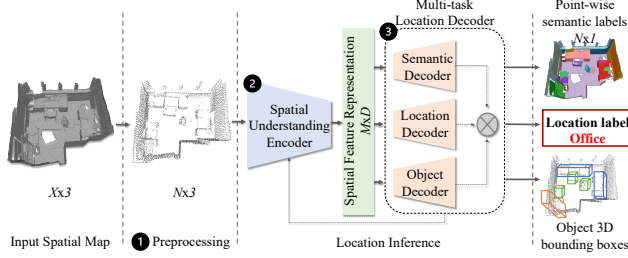 Multi-task
Location Decoder
Point-wise
semantic labels
Nx1
3
2
Semantic
Decoder
Spatial
Understanding
Encoder
Spatial Feature Representation
MxD
Location
Decoder
Location label
Office
Object
Decoder
Xx3
Nx3
Input Spatial Map
1 Preprocessing
Location Inference
Object 3D
bounding boxes